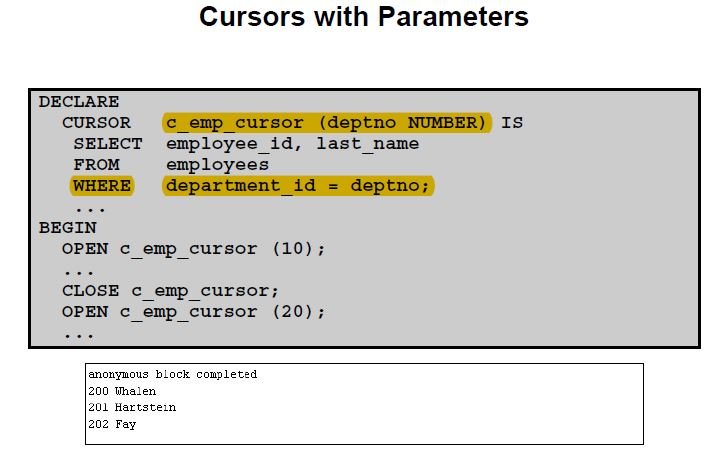 Cursors with Parameters
DECLARE
CURSOR c_emp_cursor (deptno NUMBER) IS
SELECT employee_id, last_name
FROM employees
WHERE department_id = deptno;
...
BEGIN
OPEN c_emp_cursor (10);
...
CLOSE c_emp_cursor;
OPEN c_emp_cursor (20);
...
anonymous block completed
200 Whalen
201 Hartstein
202 Fay